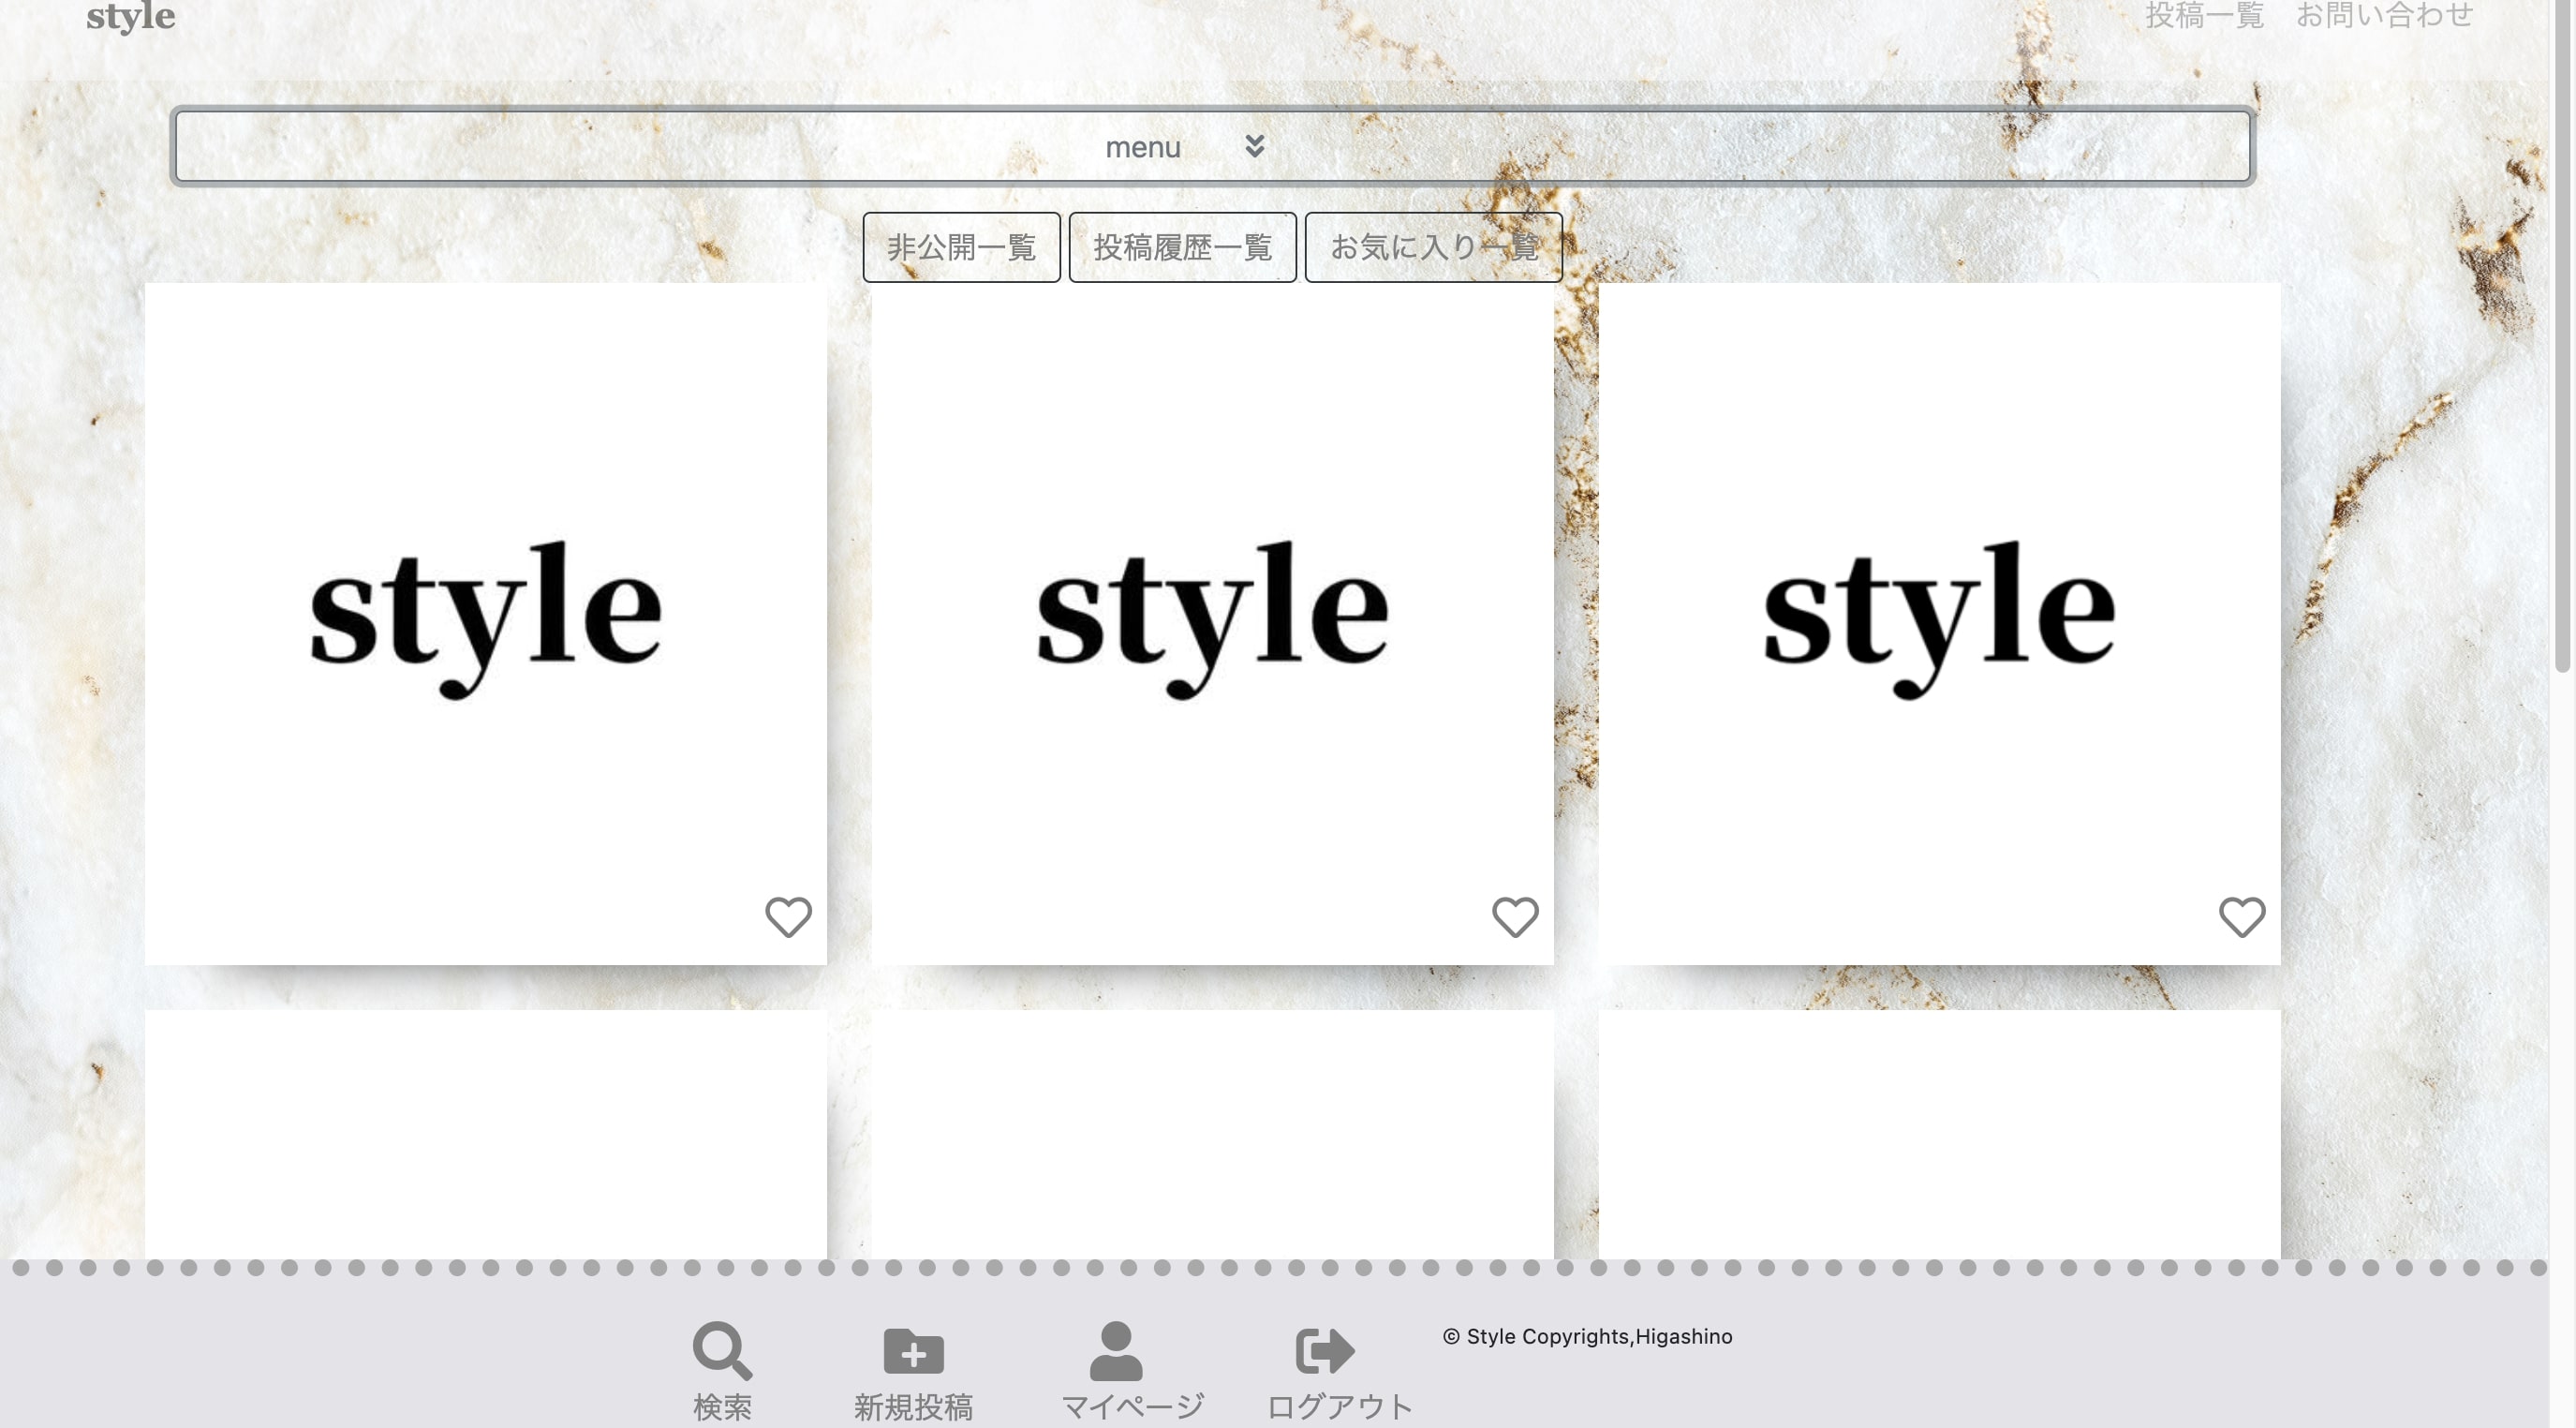 style
投稿一覧 お問い合わせ
menu
非公開一覧 投稿履歴一覧 お気に入り一覧
style style style
© Style Copyrights,Higashino
検索 新規投稿 マイページ ログアウト